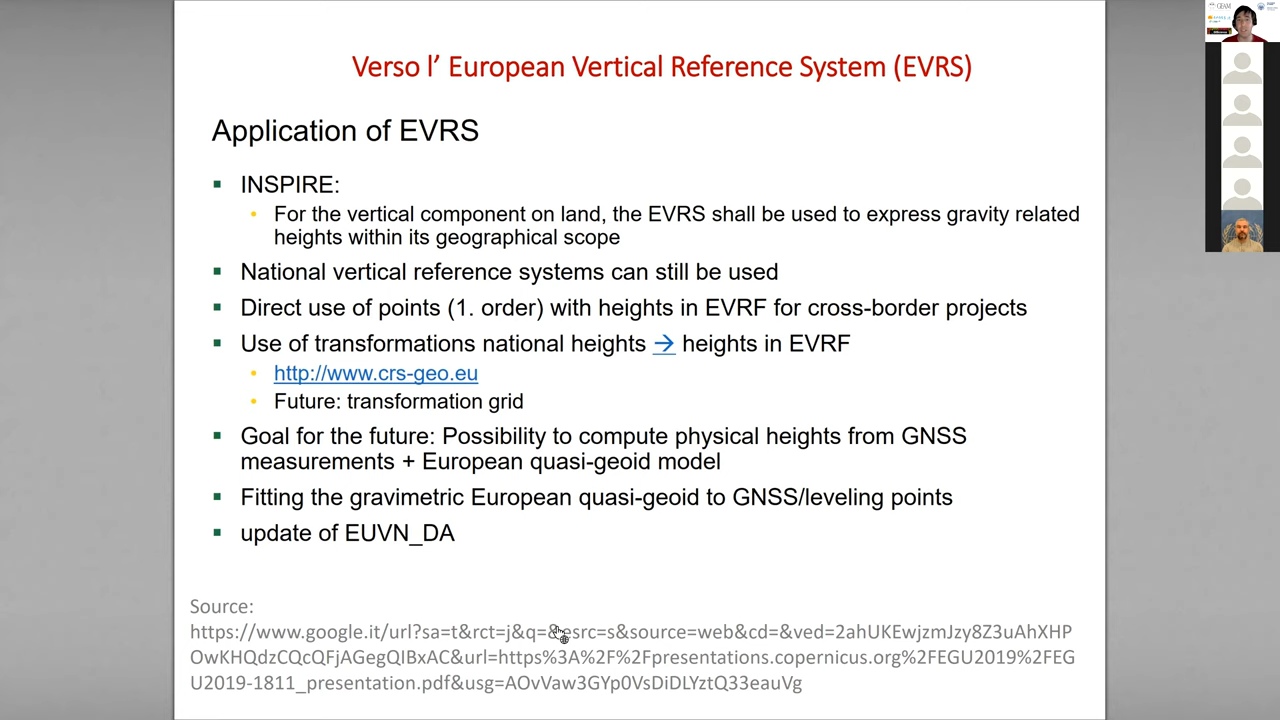 Verso l’ European Vertical Reference System (EVRS)
Application of EVRS
INSPIRE:
For the vertical component on land, the EVRS shall be used to express gravity related
heights within its geographical scope
National vertical reference systems can still be used
Direct use of points (1. order) with heights in EVRF for cross-border projects
Use of transformations national heights → heights in EVRF
http://www.crs-geo.eu
Future: transformation grid
Goal for the future: Possibility to compute physical heights from GNSS
measurements + European quasi-geoid model
Fitting the gravimetric European quasi-geoid to GNSS/leveling points
update of EUVN_DA
Source:
https://www.google.it/url?sa=t&rct=j&q=&esrc=s&source=web&cd=&ved=2ahUKEwjzmJzy8Z3uAhXHP
OwKHQdzCQcQFjAGegQIBxAC&url=https%3A%2F%2Fpresentations.copernicus.org%2FEGU2019%2FEG
U2019-1811_presentation.pdf&usg=AOvVaw3GYp0VsDiDLYztQ33eauVg
GEAM